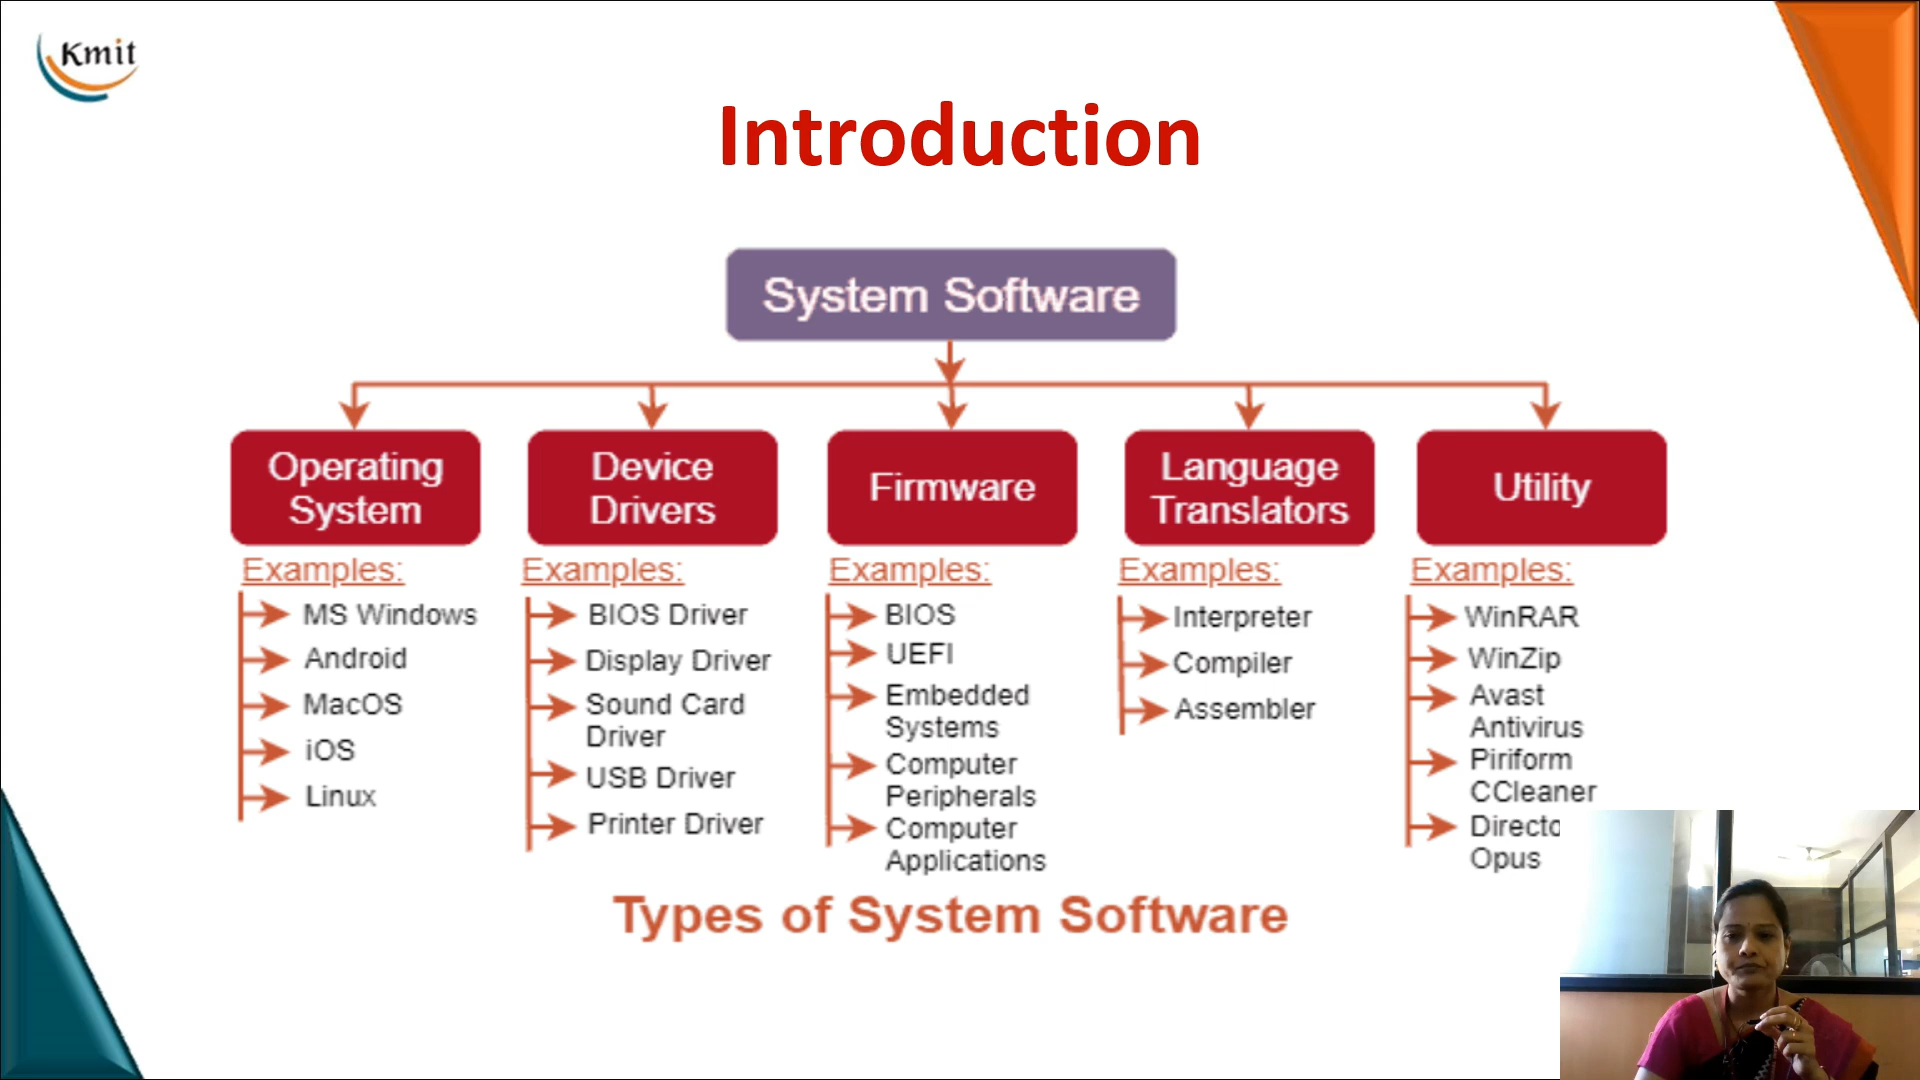 Kmit
Introduction
System Software
Operating
System
Device
Drivers
Firmware
Language
Translators
Utility
Examples:
MS Windows
Android
MacOS
iOS
Linux
Examples:
BIOS Driver
Display Driver
Sound Card
Driver
USB Driver
Printer Driver
Examples:
BIOS
UEFI
Embedded
Systems
Computer
Peripherals
Computer
Applications
Examples:
Interpreter
Compiler
Assembler
Examples:
WinRAR
WinZip
Avast
Antivirus
Piriform
CCleaner
Opus
Types of System Software